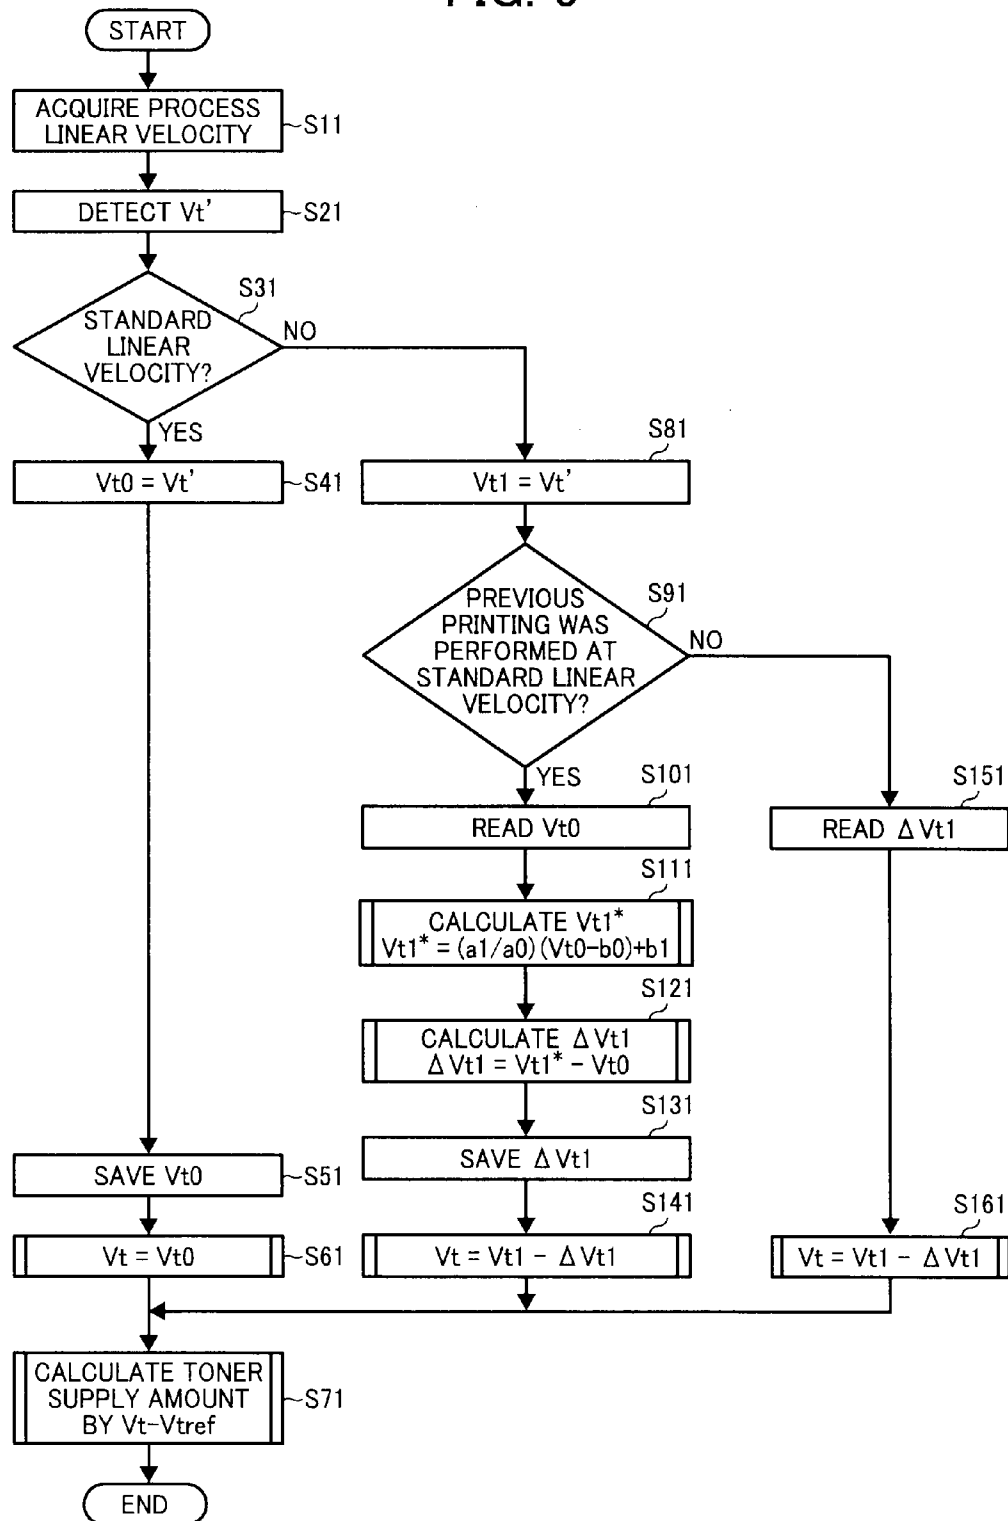 START
ACQUIRE PROCESS
LINEAR VELOCITY
S11
DETECT Vt'
S21
S31
STANDARD
LINEAR
VELOCITY?
NO
YES
Vt0 = Vt'
S41
S81
Vt1 = Vt'
S91
PREVIOUS
PRINTING WAS
PERFORMED AT
STANDARD LINEAR
VELOCITY?
NO
YES
S101
READ Vt0
S151
READ ΔVt1
S111
CALCULATE Vt1*
Vt1* = (a1/a0)(Vt0-b0)+b1
S121
CALCULATE ΔVt1
ΔVt1 = Vt1* - Vt0
S131
SAVE ΔVt1
SAVE Vt0
S51
S141
Vt = Vt1 - ΔVt1
S161
Vt = Vt1 - ΔVt1
Vt = Vt0
S61
CALCULATE TONER
SUPPLY AMOUNT
BY Vt-Vtref
S71
END